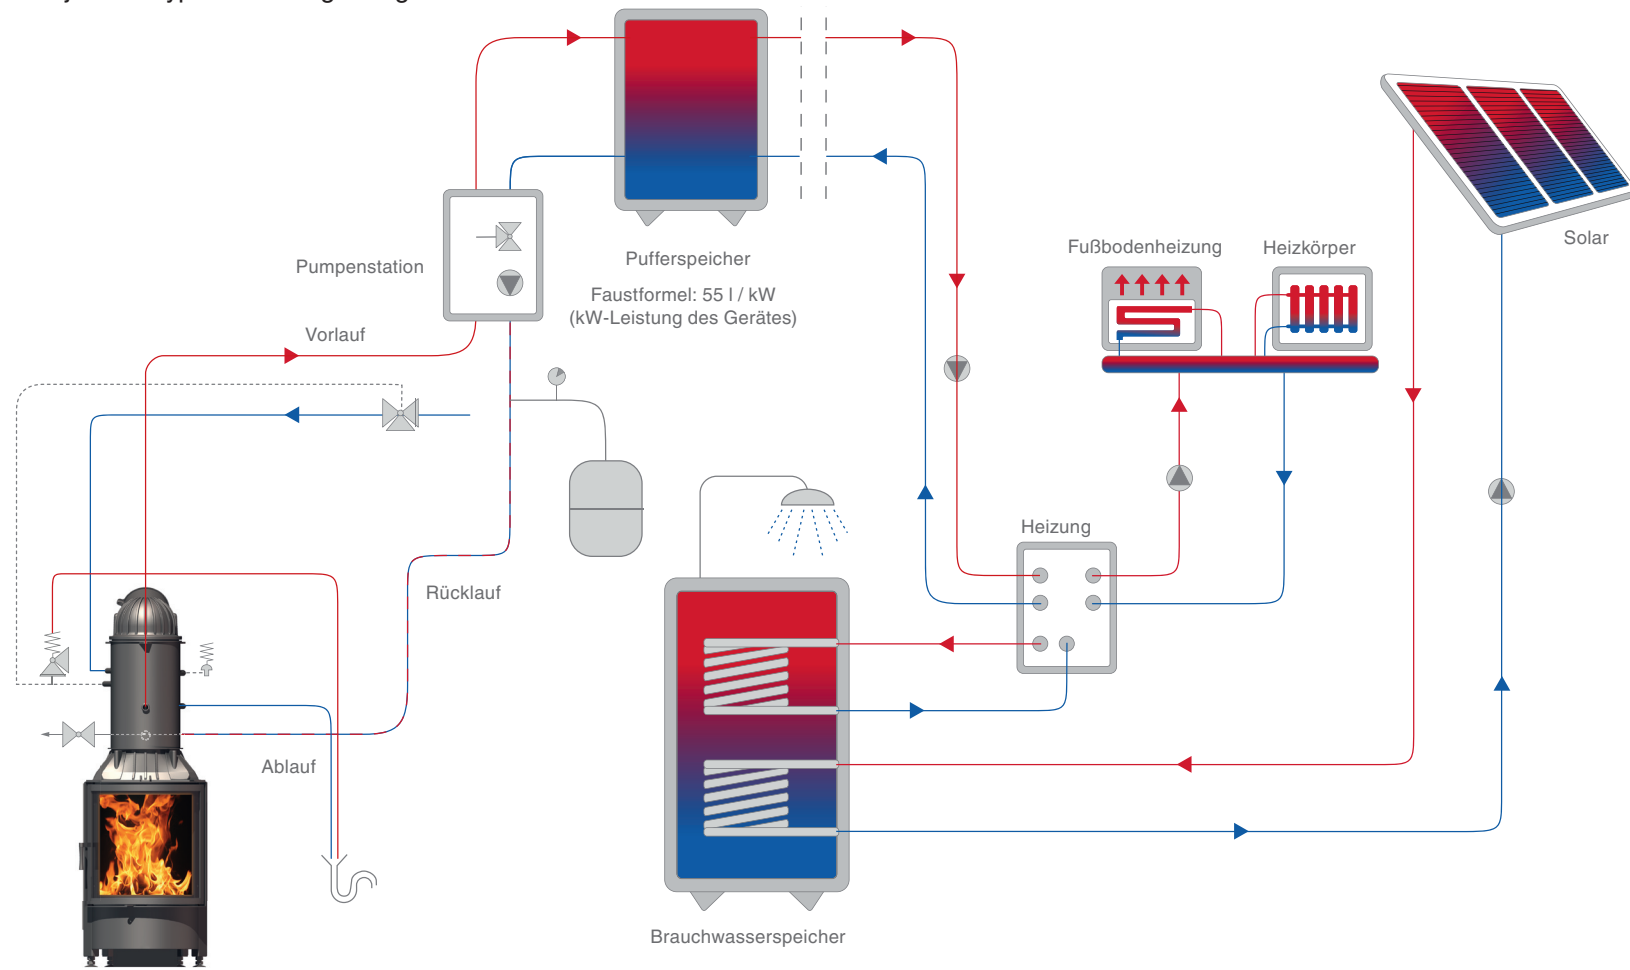 Solar
Fußbodenheizung
Heizkörper
Pufferspeicher
Pumpenstation
Faustformel: 55 l / kW
(kW-Leistung des Gerätes)
Vorlauf
Heizung
Rücklauf
Ablauf
Brauchwasserspeicher